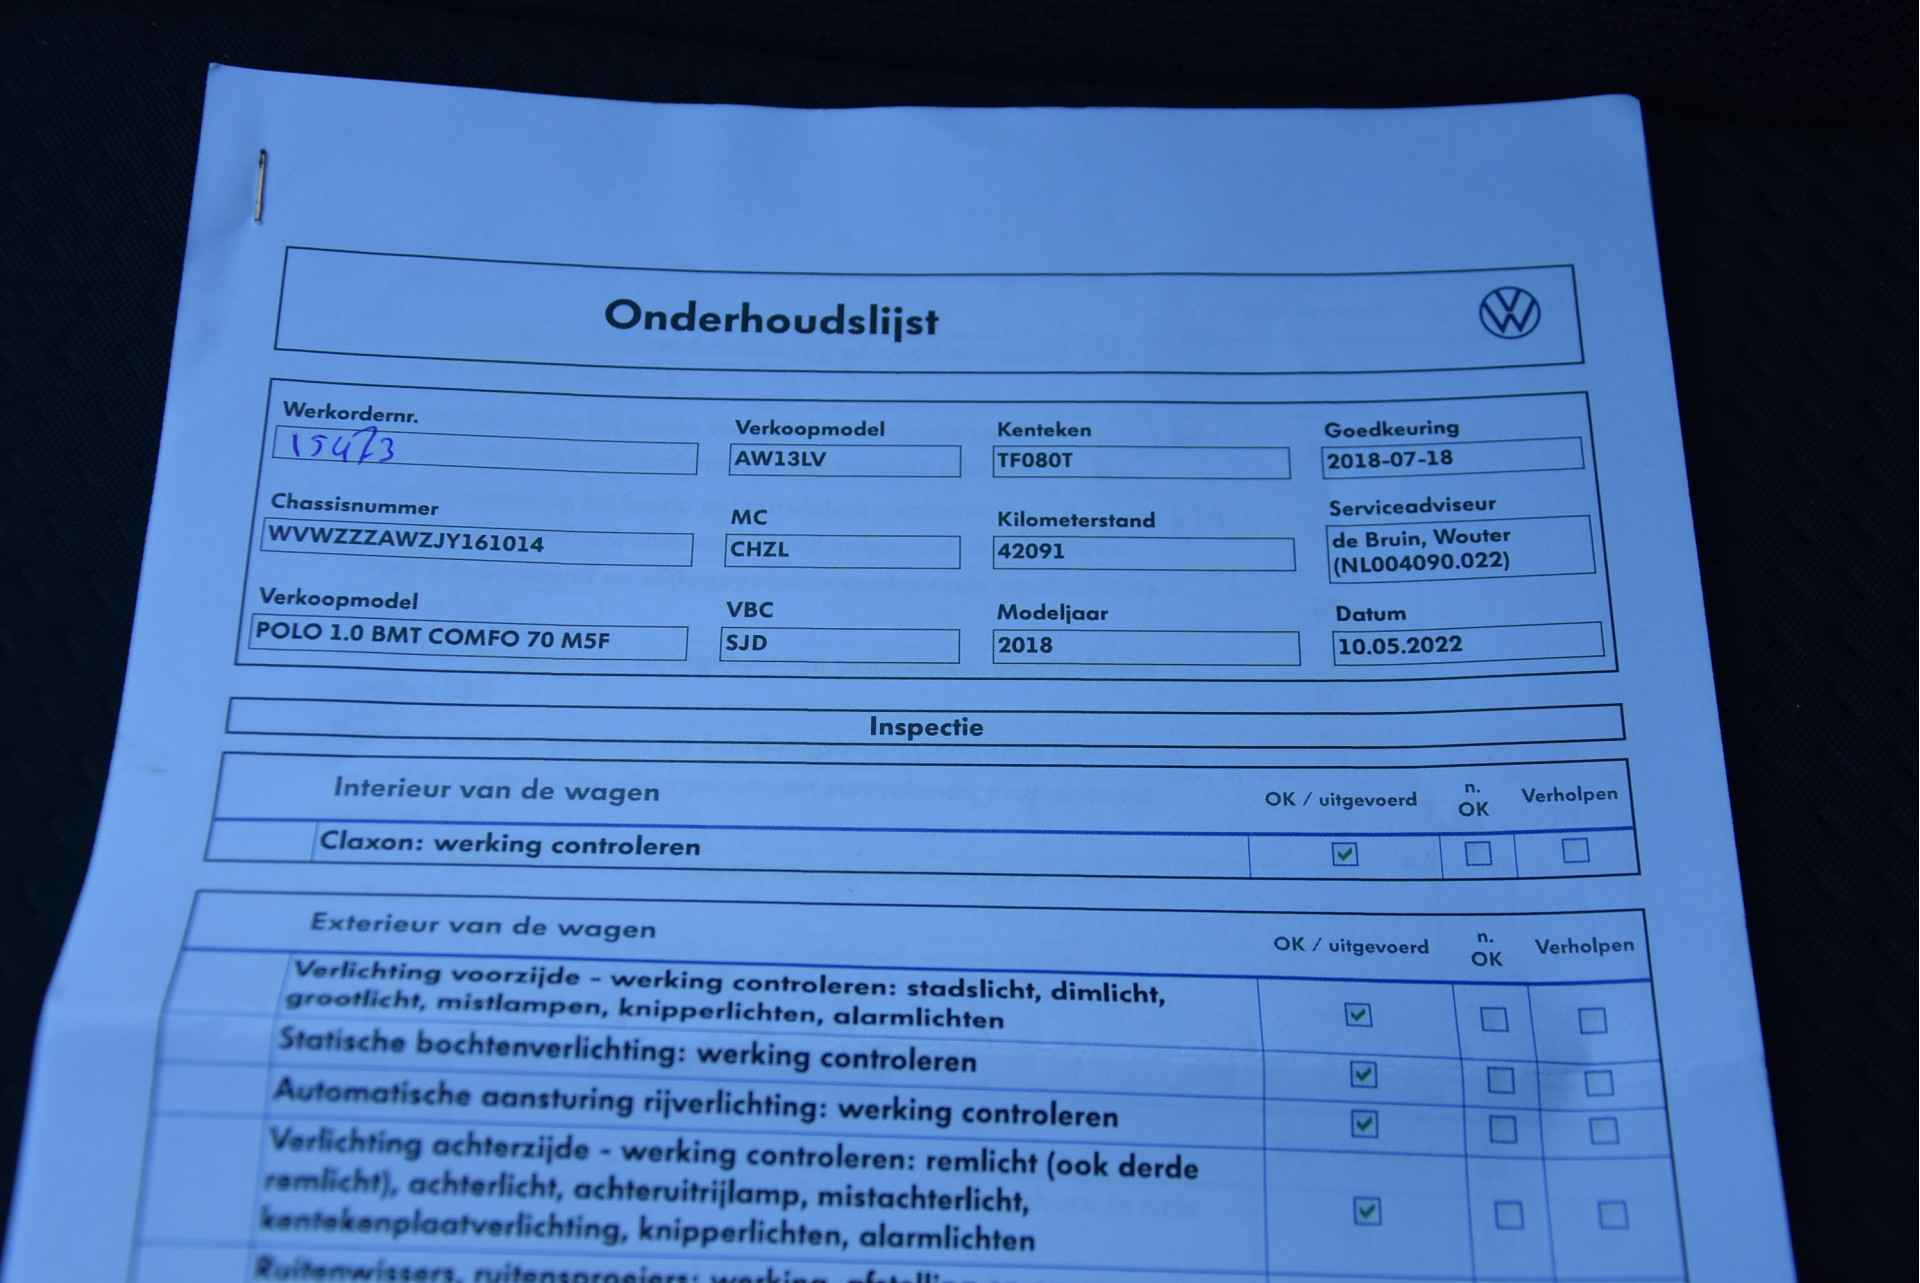 Onderhoudslijst
Werkordernr. Verkoopmodel Kenteken Goedkeuring
15473 AW13LV TF080T 2018-07-18
Chassisnummer MC Kilometerstand Serviceadviseur
WVWZZZAWZJY161014 CHZL 42091 de Bruin, Wouter
(NL004090.022)
Verkoopmodel VBC Modeljaar Datum
POLO 1.0 BMT COMFO 70 M5F SJD 2018 10.05.2022
Inspectie
Interieur van de wagen OK / uitgevoerd n. OK Verholpen
Claxon: werking controleren
Exterieur van de wagen OK / uitgevoerd n. OK Verholpen
Verlichting voorzijde - werking controleren: stadslicht, dimlicht,
grootlicht, mistlampen, knipperlichten, alarmlichten
Statische bochtenverlichting: werking controleren
Automatische aansturing rijverlichting: werking controleren
Verlichting achterzijde - werking controleren: remlicht (ook derde
remlicht), achterlicht, achteruitrijlamp, mistachterlicht,
kentekenplaatverlichting, knipperlichten, alarmlichten
Ruitenwissers, ruitensproeiers: werking,